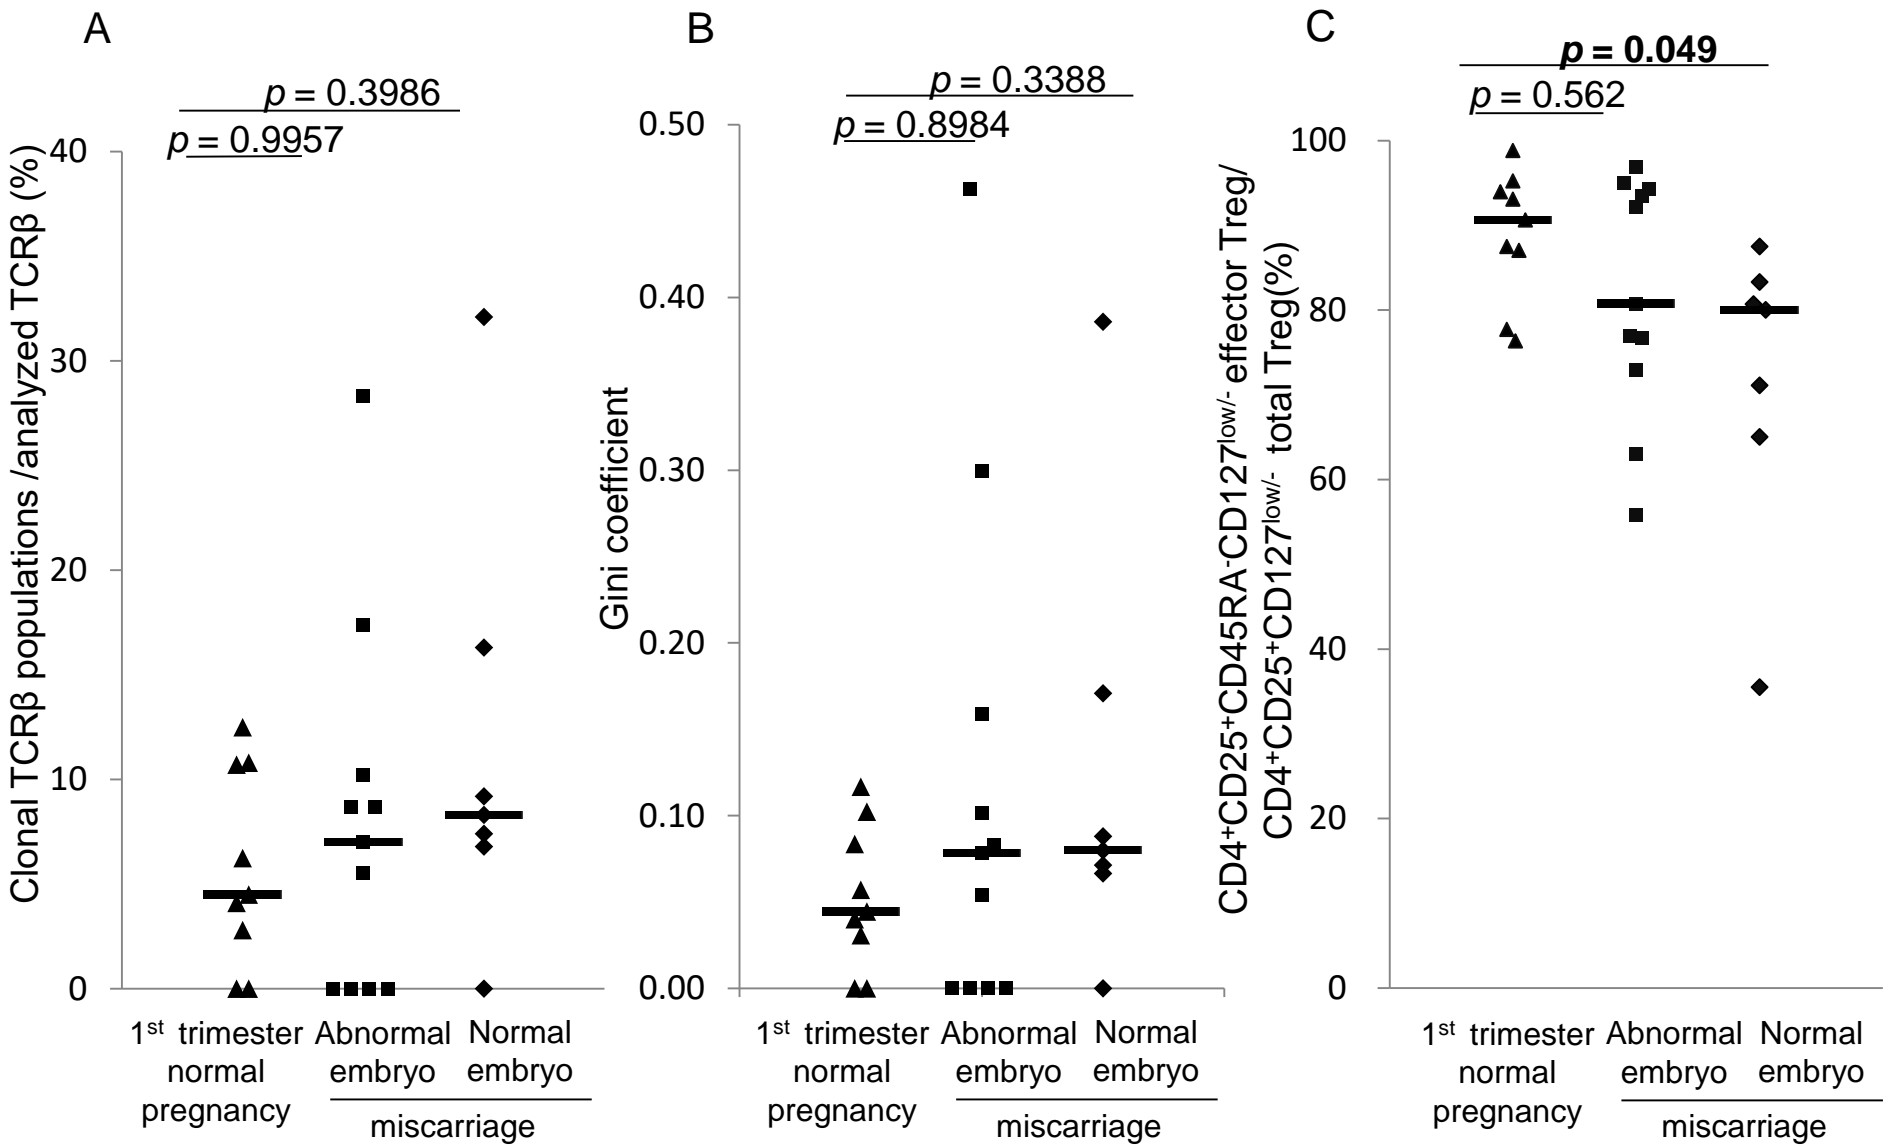 A
p = 0.3986
p = 0.9957
Clonal TCRβ populations /analyzed TCRβ (%)
40
30
20
10
0
1st trimester
normal
pregnancy
Abnormal
embryo
Normal
embryo
miscarriage
B
p = 0.3388
p = 0.8984
Gini coefficient
0.50
0.40
0.30
0.20
0.10
0.00
1st trimester
normal
pregnancy
Abnormal
embryo
Normal
embryo
miscarriage
C
p = 0.049
p = 0.562
CD4+CD25+CD45RA-CD127low/- effector Treg/
CD4+CD25+CD127low/- total Treg(%)
100
80
60
40
20
0
1st trimester
normal
pregnancy
Abnormal
embryo
Normal
embryo
miscarriage